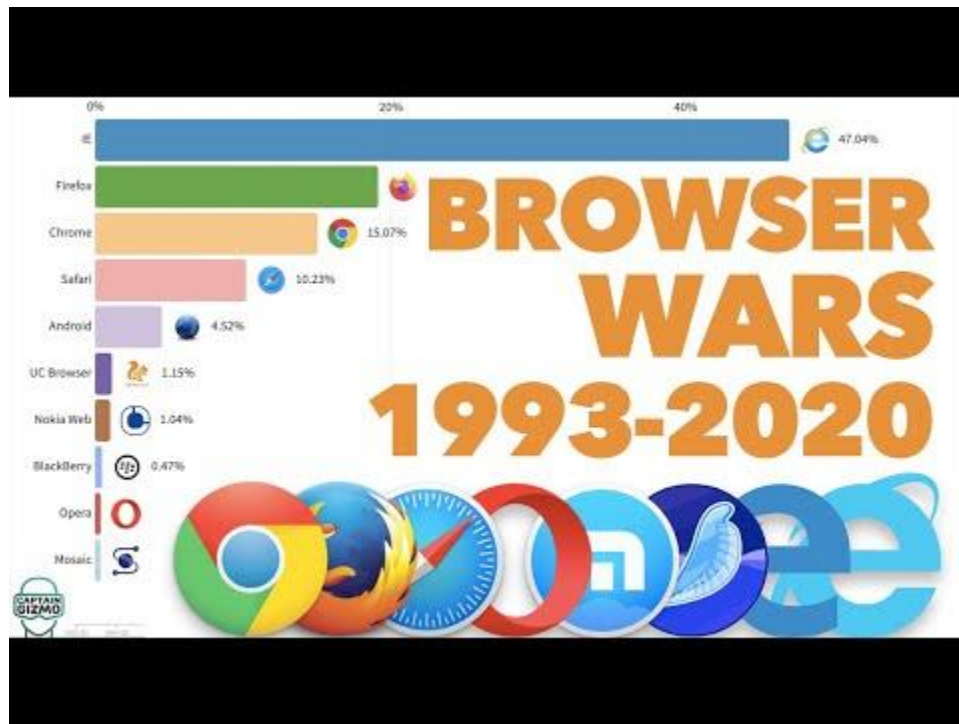 0% 20% 40%
IE 47.04%
Firefox
Chrome 15.07%
Safari 10.23%
Android 4.52%
UC Browser 1.15%
Nokia Web 1.04%
BlackBerry 0.47%
Opera
Mosaic
BROWSER
WARS
1993-2020
CAPTAIN
GIZMO